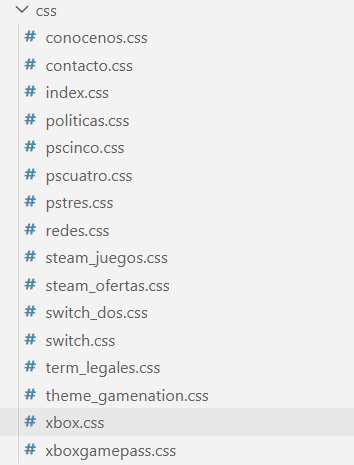 css
# conocenos.css
# contacto.css
# index.css
# politicas.css
# pscinco.css
# pscuatro.css
# pstres.css
# redes.css
# steam_juegos.css
# steam_ofertas.css
# switch_dos.css
# switch.css
# term_legales.css
# theme_gamenation.css
# xbox.css
# xboxgamepass.css